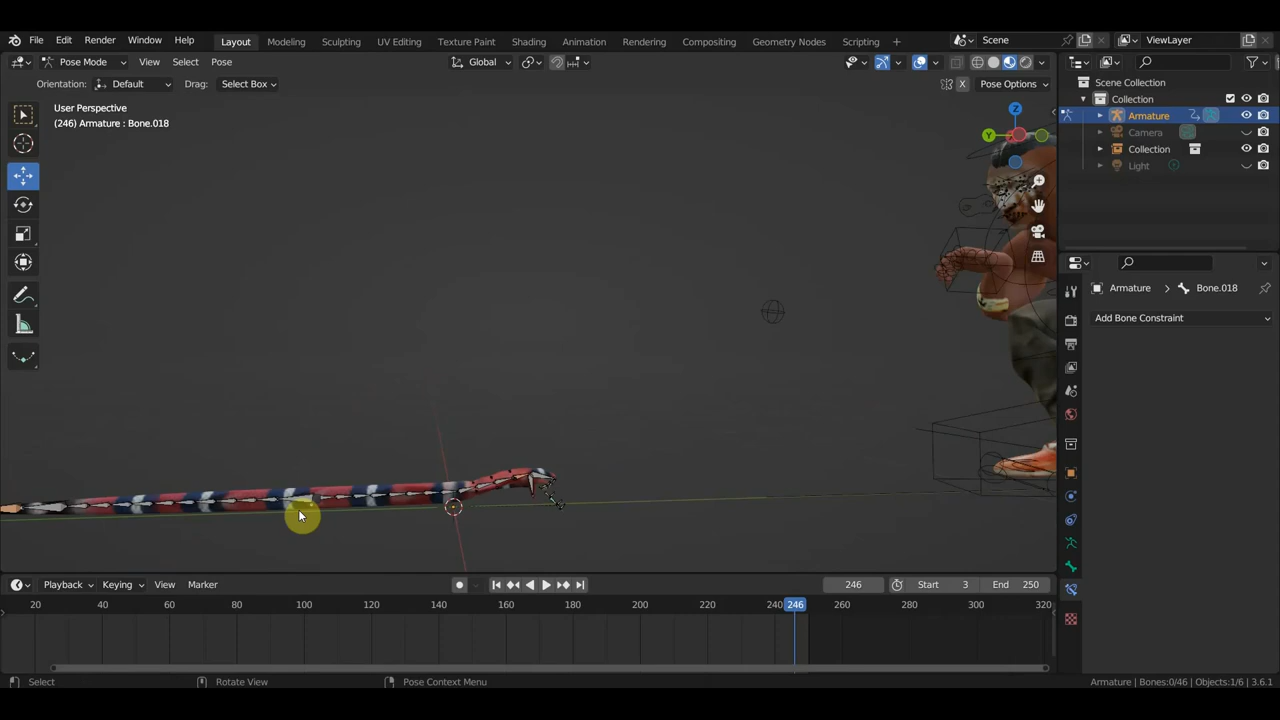 File Edit Render Window Help Layout Modeling Sculpting UV Editing Texture Paint Shading Animation Rendering Compositing Geometry Nodes Scripting + Scene ViewLayer
Pose Mode View Select Pose Global
Orientation: Default Drag: Select Box X Pose Options
User Perspective
(246) Armature : Bone.018
Z
Y
Scene Collection
Collection
Armature
Camera
Collection
Light
Armature > Bone.018
Add Bone Constraint
Playback Keying View Marker 246 Start 3 End 250
20 40 60 80 100 120 140 160 180 200 220 240 246 260 280 300 320
Select Rotate View Pose Context Menu Armature | Bones:0/46 | Objects:1/6 | 3.6.1